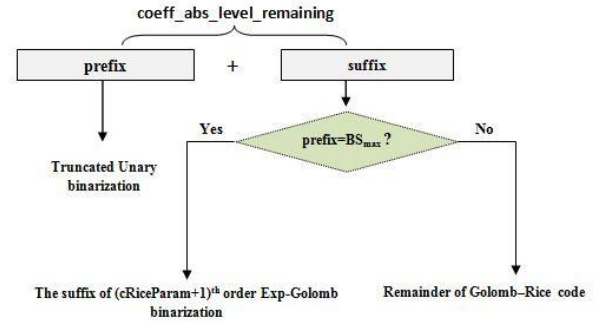 coeff_abs_level_remaining
prefix + suffix
Yes prefix=BSmax ? No
Truncated Unary
binarization
The suffix of (cRiceParam+1)th order Exp-Golomb
binarization
Remainder of Golomb–Rice code